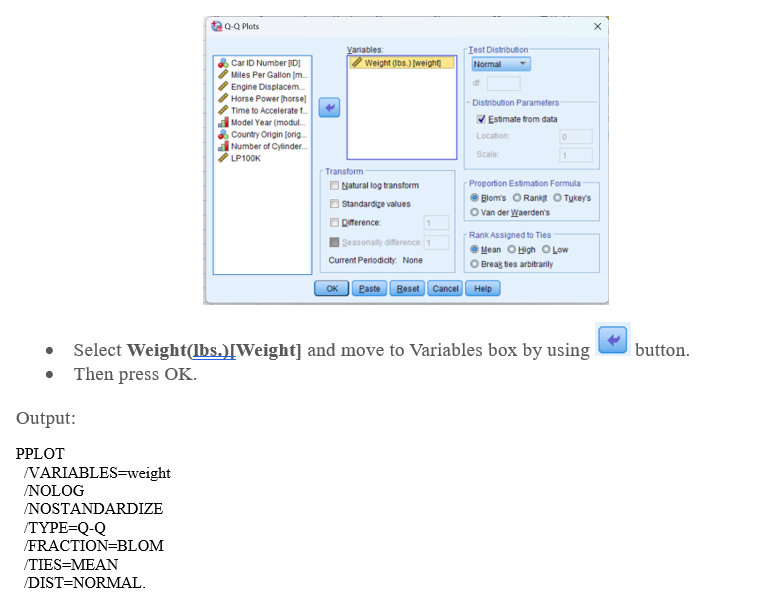 Q-Q Plots
Variables:
Car ID Number [ID]
Miles Per Gallon [m...
Engine Displacem...
Horse Power [horse]
Time to Accelerate f...
Model Year (modul...
Country Origin [orig...
Number of Cylinder...
LP100K
Weight (lbs.) [weight]
Transform
Natural log transform
Standardize values
Difference: 1
Seasonally difference: 1
Current Periodicity: None
Test Distribution
Normal
df:
Distribution Parameters
Estimate from data
Location: 0
Scale: 1
Proportion Estimation Formula
Blom's Rankit Tukey's
Van der Waerden's
Rank Assigned to Ties
Mean High Low
Break ties arbitrarily
OK Paste Reset Cancel Help
• Select Weight(lbs.)[Weight] and move to Variables box by using button.
• Then press OK.
Output:
PPLOT
/VARIABLES=weight
/NOLOG
/NOSTANDARDIZE
/TYPE=Q-Q
/FRACTION=BLOM
/TIES=MEAN
/DIST=NORMAL.